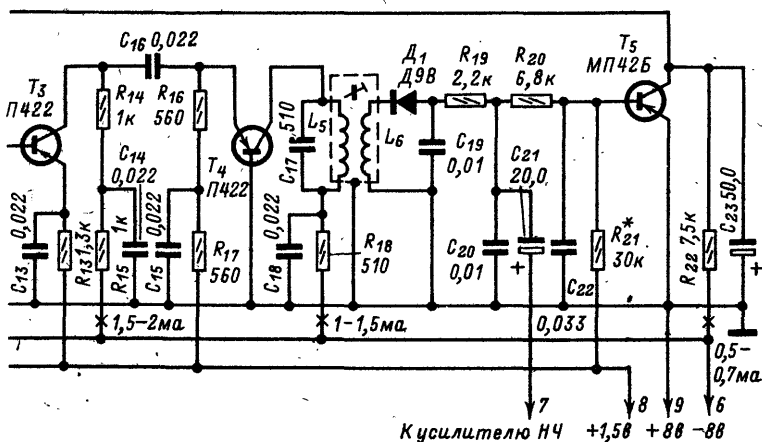 C16 0,022
T3
П422
R14
1к
R16
560
C14
0,022
T4
П422
C17 510
L5
L6
Д1
Д9В
R19
2,2к
R20
6,8к
T5
МП42Б
C19
0,01
C21
20,0
C13 0,022
R13 1,3к
R15 1к
C15 0,022
R17
560
C18 0,022
R18
510
C20
0,01
+
C22
0,033
R21*
30к
R22 7,5к
C23 50,0
+
1,5-2ма
1-1,5ма
0,5-
0,7ма
7
8
9
6
К усилителю НЧ
+1,5в
+8в
-8в